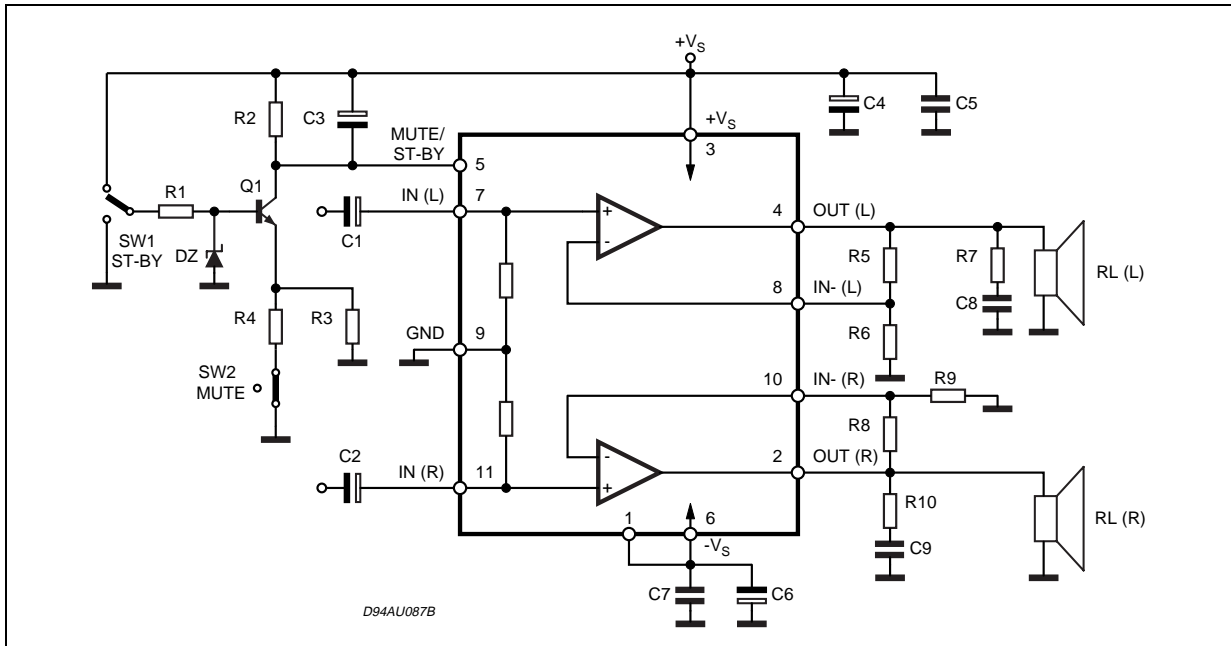 +VS
R2
C3
C4
C5
MUTE/
ST-BY
+VS
3
5
R1
Q1
IN (L)
7
4
OUT (L)
+
-
C1
SW1
ST-BY
DZ
R5
R7
RL (L)
8
IN- (L)
C8
R4
R3
GND
9
R6
SW2
MUTE
10
IN- (R)
R9
R8
C2
IN (R)
11
-
+
2
OUT (R)
R10
RL (R)
1
6
-VS
C9
C7
C6
D94AU087B